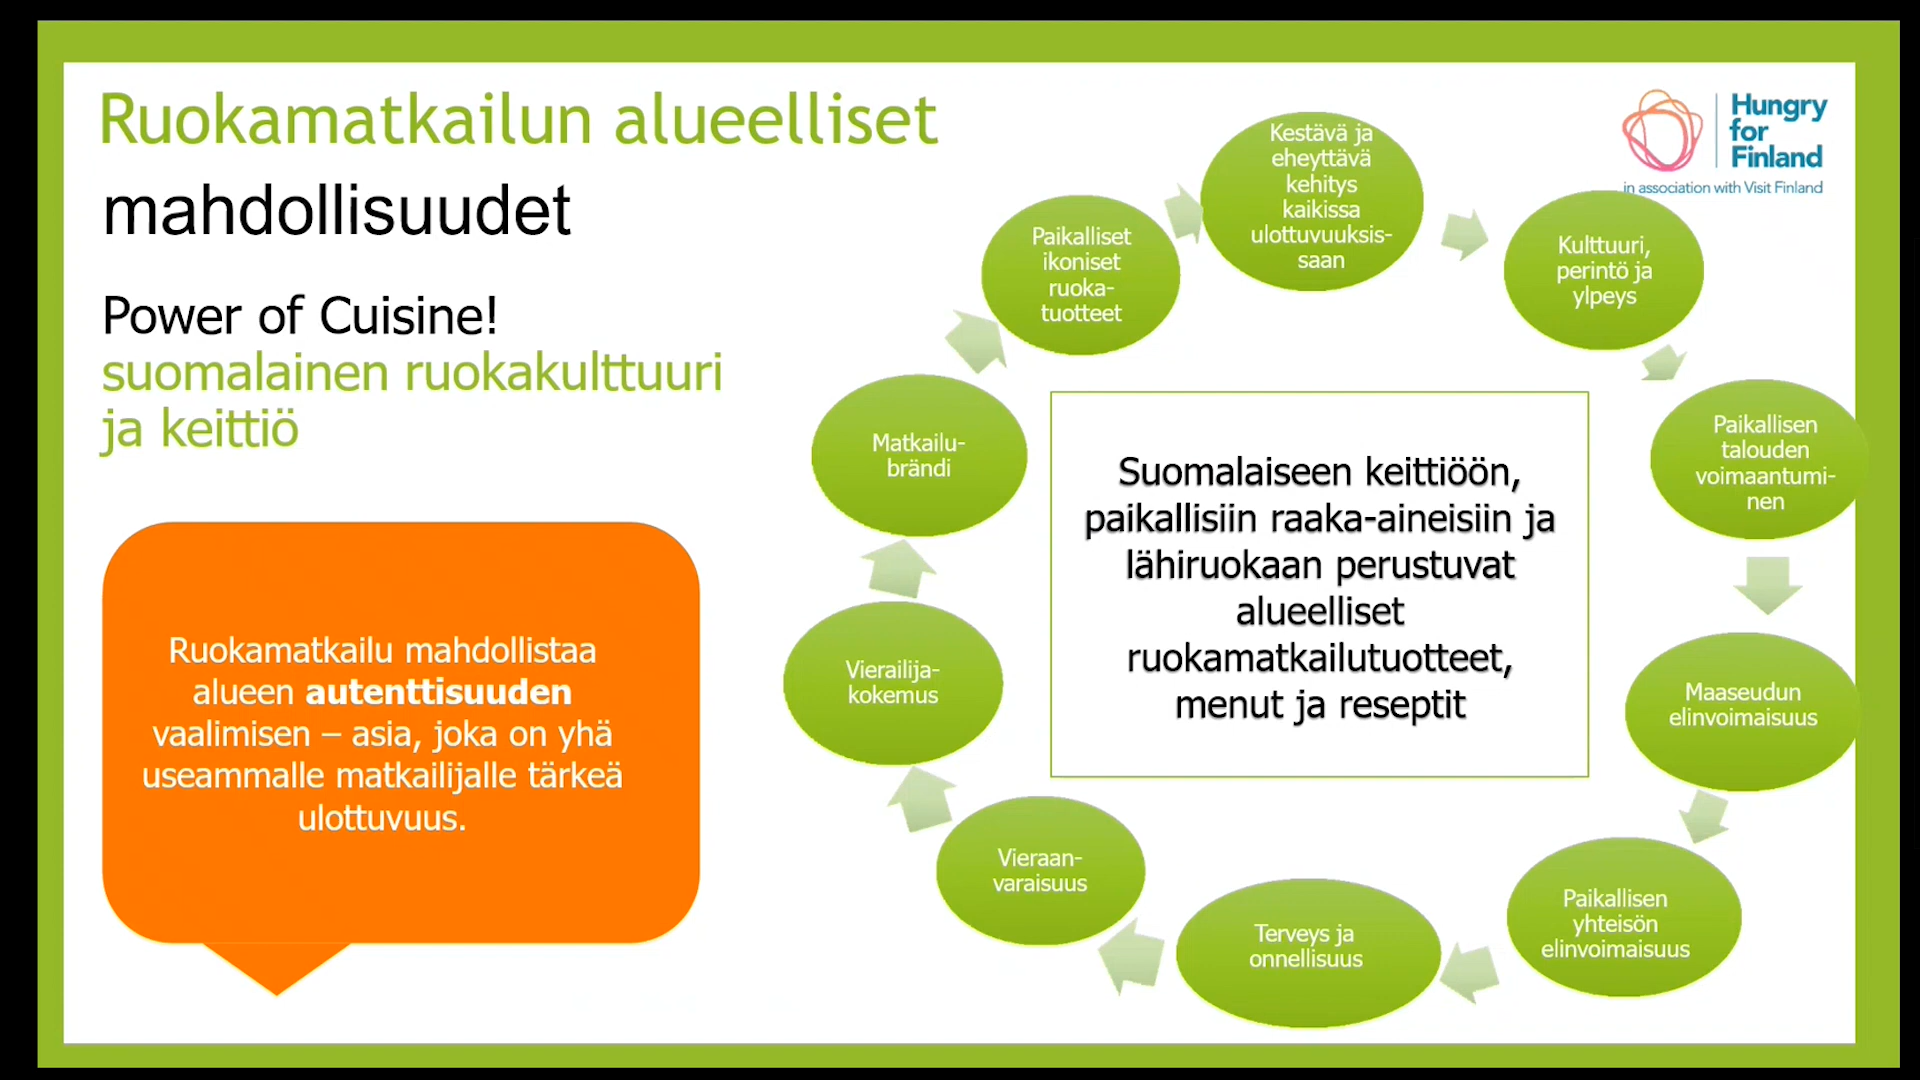 Ruokamatkailun alueelliset
mahdollisuudet
Power of Cuisine!
suomalainen ruokakulttuuri
ja keittiö
Ruokamatkailu mahdollistaa
alueen autenttisuuden
vaalimisen – asia, joka on yhä
useammalle matkailijalle tärkeä
ulottuvuus.
Hungry
for
Finland
in association with Visit Finland
Kestävä ja
eheyttävä
kehitys
kaikissa
ulottuvuuksis-
saan
Kulttuuri,
perintö ja
ylpeys
Paikallisen
talouden
voimaantumi-
nen
Maaseudun
elinvoimaisuus
Paikallisen
yhteisön
elinvoimaisuus
Terveys ja
onnellisuus
Vieraan-
varaisuus
Vierailija-
kokemus
Matkailu-
brändi
Paikalliset
ikoniset
ruoka-
tuotteet
Suomalaiseen keittiöön,
paikallisiin raaka-aineisiin ja
lähiruokaan perustuvat
alueelliset
ruokamatkailutuotteet,
menut ja reseptit